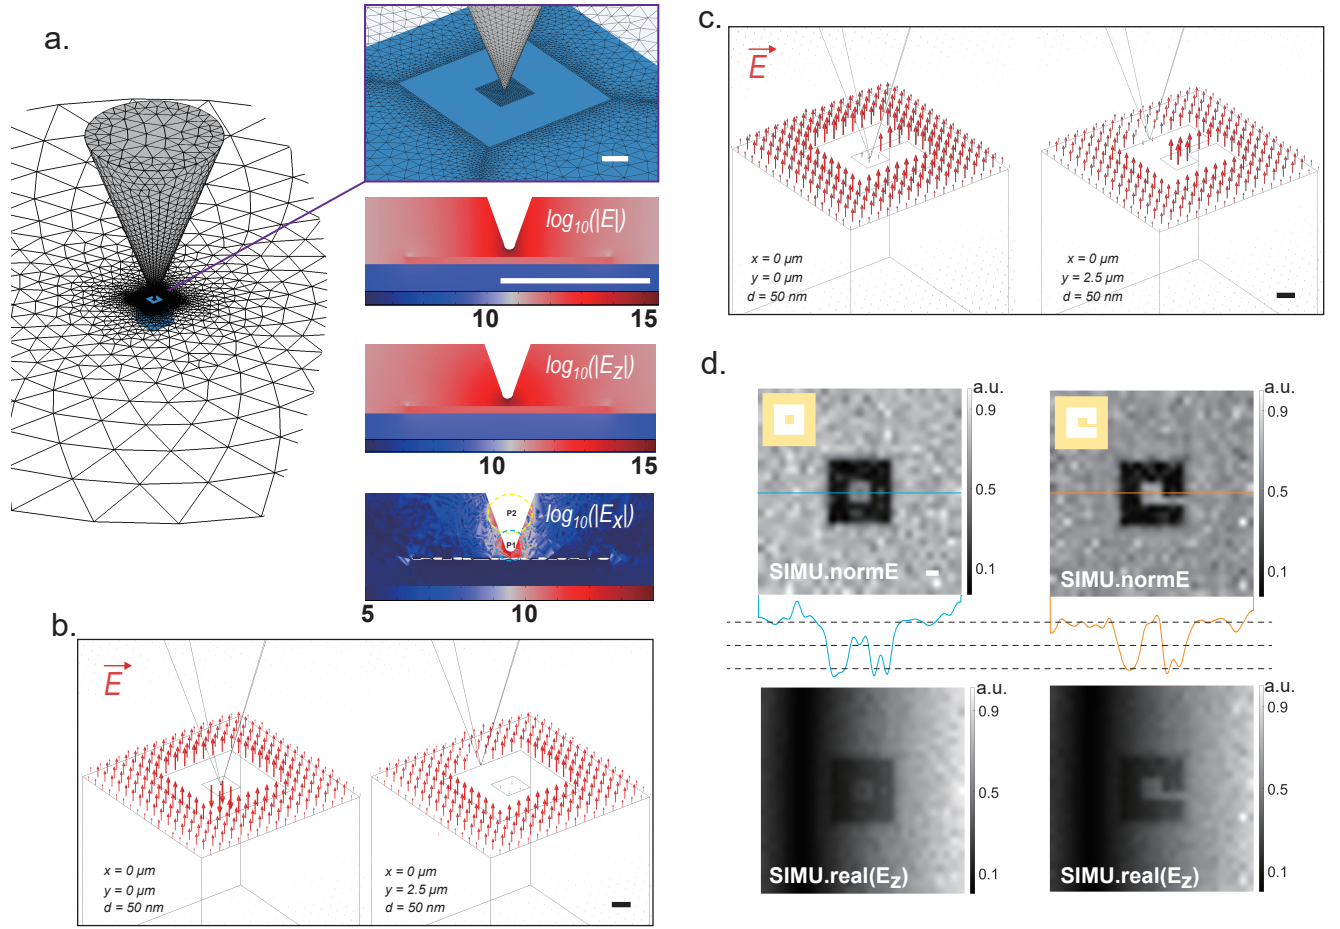 a.
log10(|E|)
10 15
log10(|Ez|)
10 15
P2
P1
log10(|Ex|)
5 10
b.
E
x = 0 µm
y = 0 µm
d = 50 nm
x = 0 µm
y = 2.5 µm
d = 50 nm
c.
E
x = 0 µm
y = 0 µm
d = 50 nm
x = 0 µm
y = 2.5 µm
d = 50 nm
d.
a.u.
0.9
0.5
0.1
SIMU.normE
a.u.
0.9
0.5
0.1
SIMU.normE
a.u.
0.9
0.5
0.1
SIMU.real(Ez)
a.u.
0.9
0.5
0.1
SIMU.real(Ez)